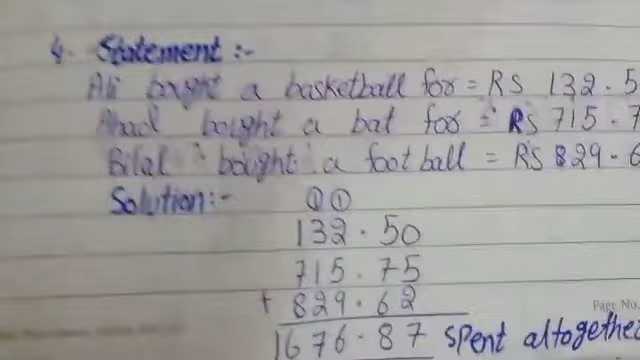 4. Statement :-
Ali bought a basketball for = RS 132.5
Ahad bought a bat for = RS 715.7
Bilal bought a football = RS 829.6
Solution:- ① ①
132.50
715.75
+ 829.62
1676.87 spent altogether
Page No.